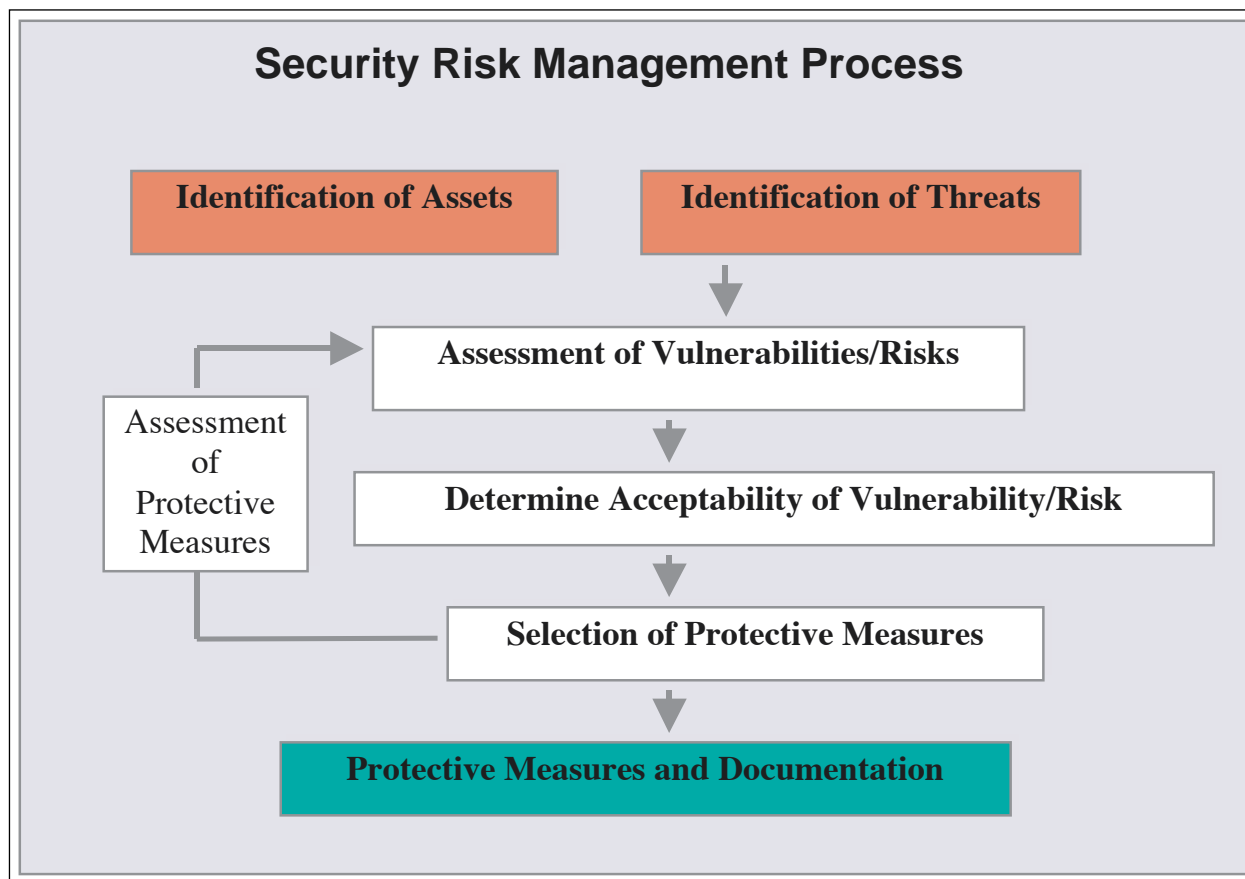 Security Risk Management Process
Identification of Assets
Identification of Threats
Assessment of Vulnerabilities/Risks
Assessment
of
Protective
Measures
Determine Acceptability of Vulnerability/Risk
Selection of Protective Measures
Protective Measures and Documentation